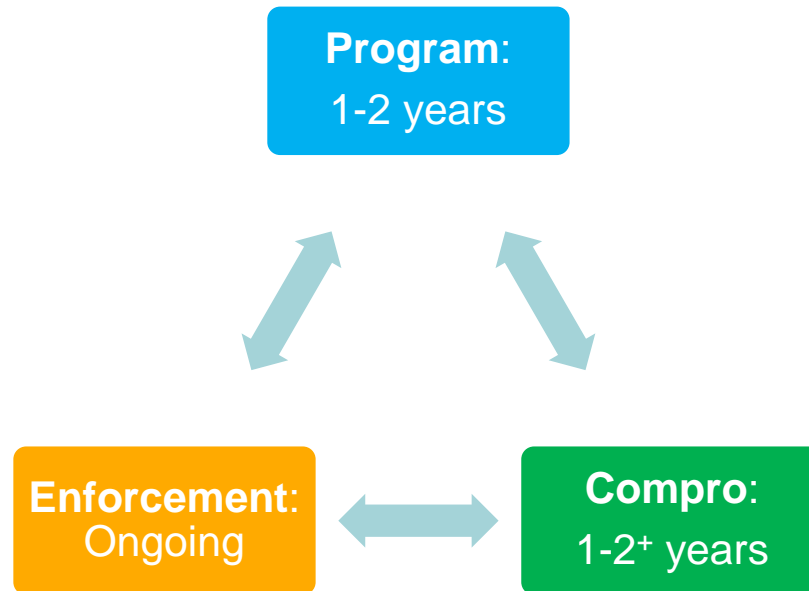 Program:
1-2 years
Enforcement:
Ongoing
Compro:
1-2⁺ years